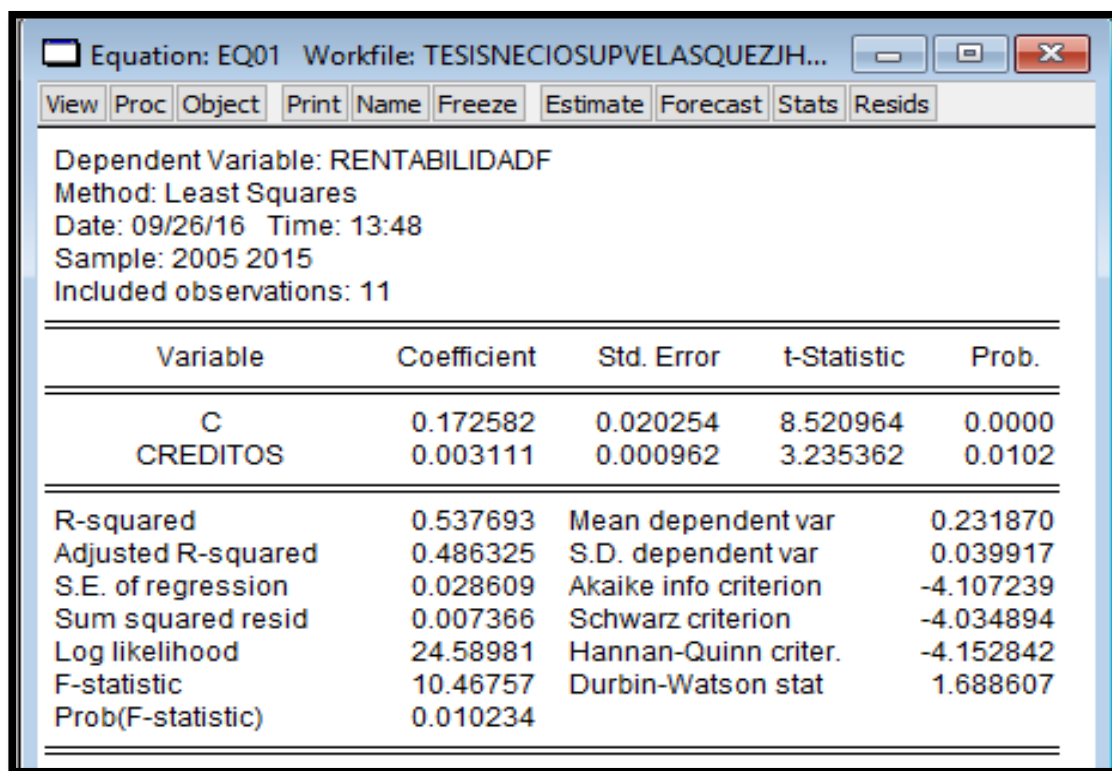 Equation: EQ01 Workfile: TESISNECIOSUPVELASQUEZJH...
View Proc Object Print Name Freeze Estimate Forecast Stats Resids
Dependent Variable: RENTABILIDADF
Method: Least Squares
Date: 09/26/16 Time: 13:48
Sample: 2005 2015
Included observations: 11
Variable Coefficient Std. Error t-Statistic Prob.
C 0.172582 0.020254 8.520964 0.0000
CREDITOS 0.003111 0.000962 3.235362 0.0102
R-squared 0.537693 Mean dependent var 0.231870
Adjusted R-squared 0.486325 S.D. dependent var 0.039917
S.E. of regression 0.028609 Akaike info criterion -4.107239
Sum squared resid 0.007366 Schwarz criterion -4.034894
Log likelihood 24.58981 Hannan-Quinn criter. -4.152842
F-statistic 10.46757 Durbin-Watson stat 1.688607
Prob(F-statistic) 0.010234